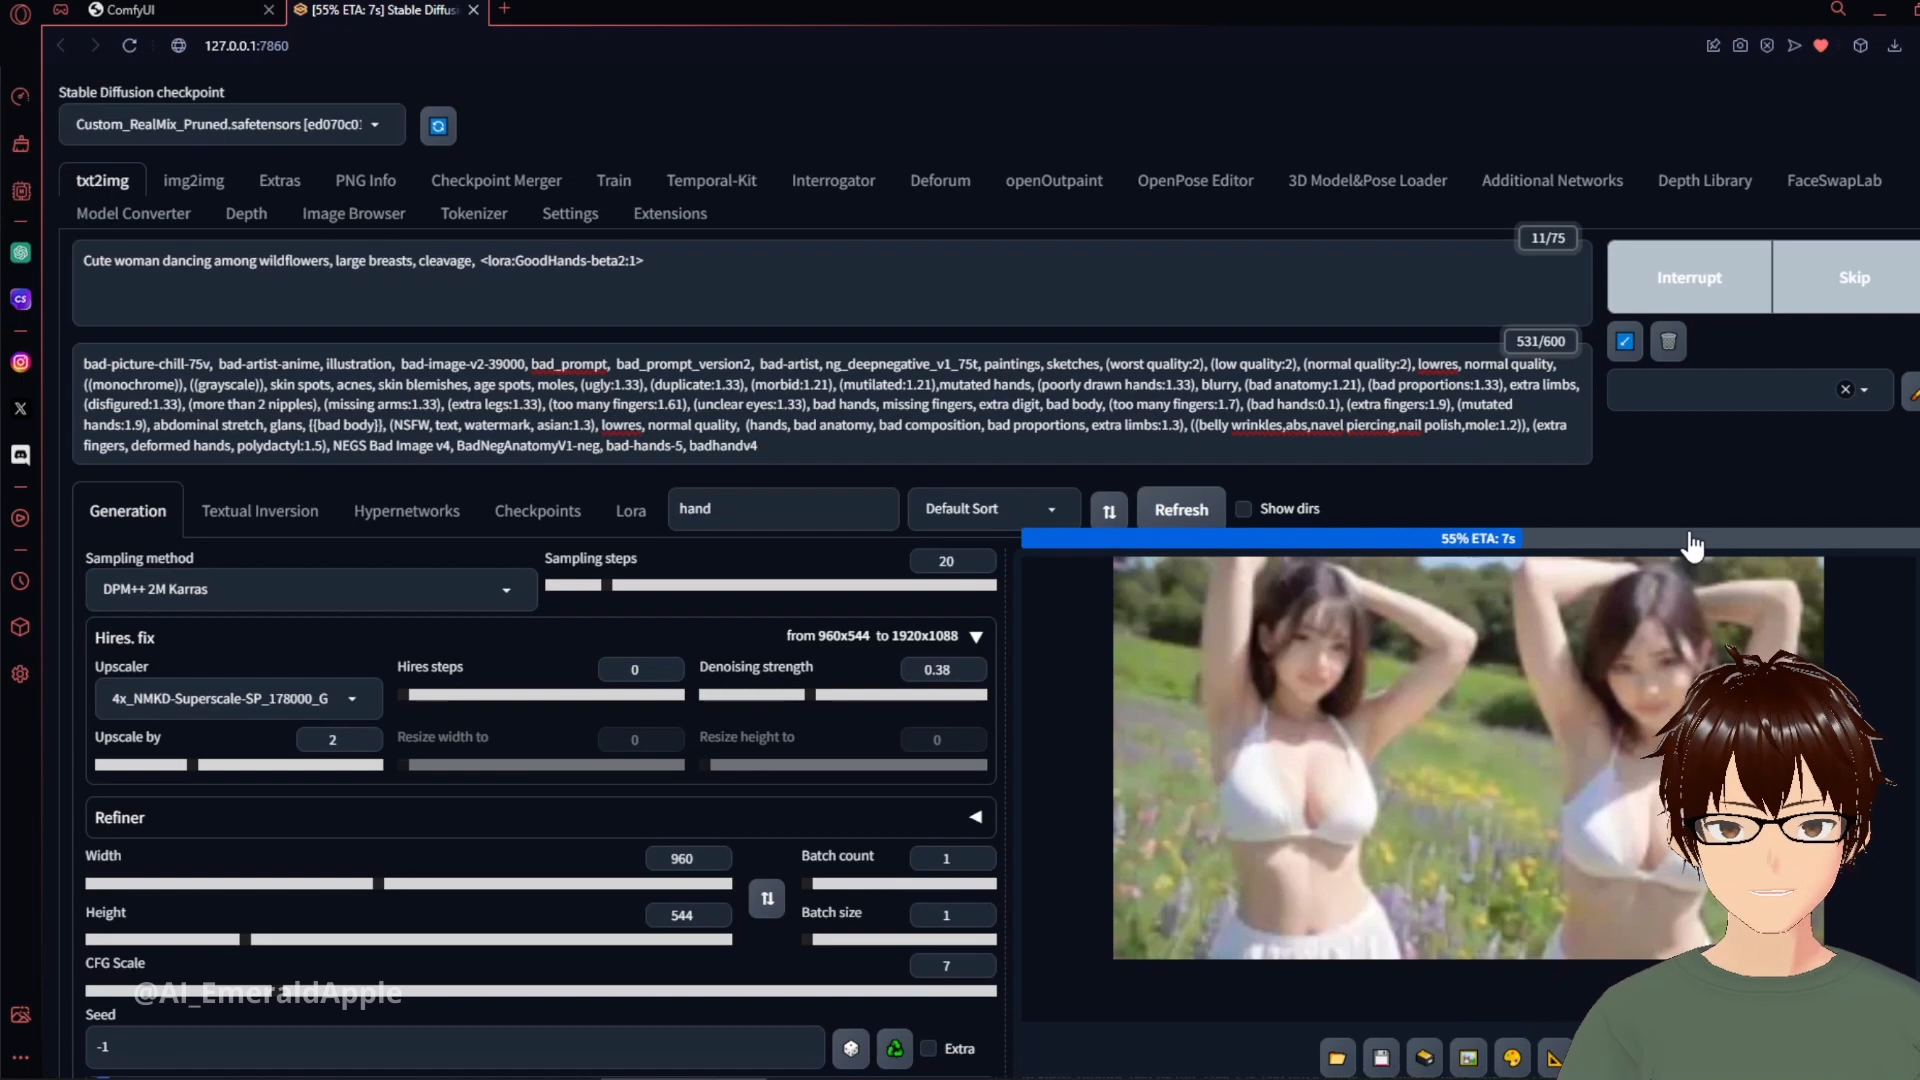 ComfyUI
[55% ETA: 7s] Stable Diffus
127.0.0.1:7860
Stable Diffusion checkpoint
Custom_RealMix_Pruned.safetensors [ed070c0:
txt2img img2img Extras PNG Info Checkpoint Merger Train Temporal-Kit Interrogator Deforum openOutpaint OpenPose Editor 3D Model&Pose Loader Additional Networks Depth Library FaceSwapLab
Model Converter Depth Image Browser Tokenizer Settings Extensions
11/75
Cute woman dancing among wildflowers, large breasts, cleavage, <lora:GoodHands-beta2:1>
Interrupt Skip
531/600
bad-picture-chill-75v, bad-artist-anime, illustration, bad-image-v2-39000, bad_prompt, bad_prompt_version2, bad-artist, ng_deepnegative_v1_75t, paintings, sketches, (worst quality:2), (low quality:2), (normal quality:2), lowres, normal quality,
((monochrome)), ((grayscale)), skin spots, acnes, skin blemishes, age spots, moles, (ugly:1.33), (duplicate:1.33), (morbid:1.21), (mutilated:1.21),mutated hands, (poorly drawn hands:1.33), blurry, (bad anatomy:1.21), (bad proportions:1.33), extra limbs,
(disfigured:1.33), (more than 2 nipples), (missing arms:1.33), (extra legs:1.33), (too many fingers:1.61), (unclear eyes:1.33), bad hands, missing fingers, extra digit, bad body, (too many fingers:1.7), (bad hands:0.1), (extra fingers:1.9), (mutated
hands:1.9), abdominal stretch, glans, {{bad body}}, (NSFW, text, watermark, asian:1.3), lowres, normal quality, (hands, bad anatomy, bad composition, bad proportions, extra limbs:1.3), ((belly wrinkles,abs,navel piercing,nail polish,mole:1.2)), (extra
fingers, deformed hands, polydactyl:1.5), NEGS Bad Image v4, BadNegAnatomyV1-neg, bad-hands-5, badhandv4
Generation Textual Inversion Hypernetworks Checkpoints Lora hand Default Sort Refresh Show dirs
55% ETA: 7s
Sampling method Sampling steps 20
DPM++ 2M Karras
Hires. fix from 960x544 to 1920x1088
Upscaler Hires steps 0 Denoising strength 0.38
4x_NMKD-Superscale-SP_178000_G
Upscale by 2 Resize width to 0 Resize height to 0
Refiner
Width 960 Batch count 1
Height 544 Batch size 1
CFG Scale 7
@AI_EmeraldApple
Seed
-1
Extra
CS